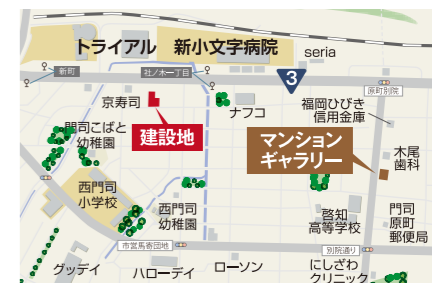 トライアル 新小文字病院
seria
新町
社ノ木一丁目
3
原町別院
京寿司
ナフコ
福岡ひびき
信用金庫
門司こばと
幼稚園
建設地
マンション
ギャラリー
木尾
歯科
西門司
小学校
西門司
幼稚園
啓知
高等学校
門司
原町
郵便局
市営馬寄団地
別院通り
グッデイ
ハローデイ
ローソン
にしざわ
クリニック